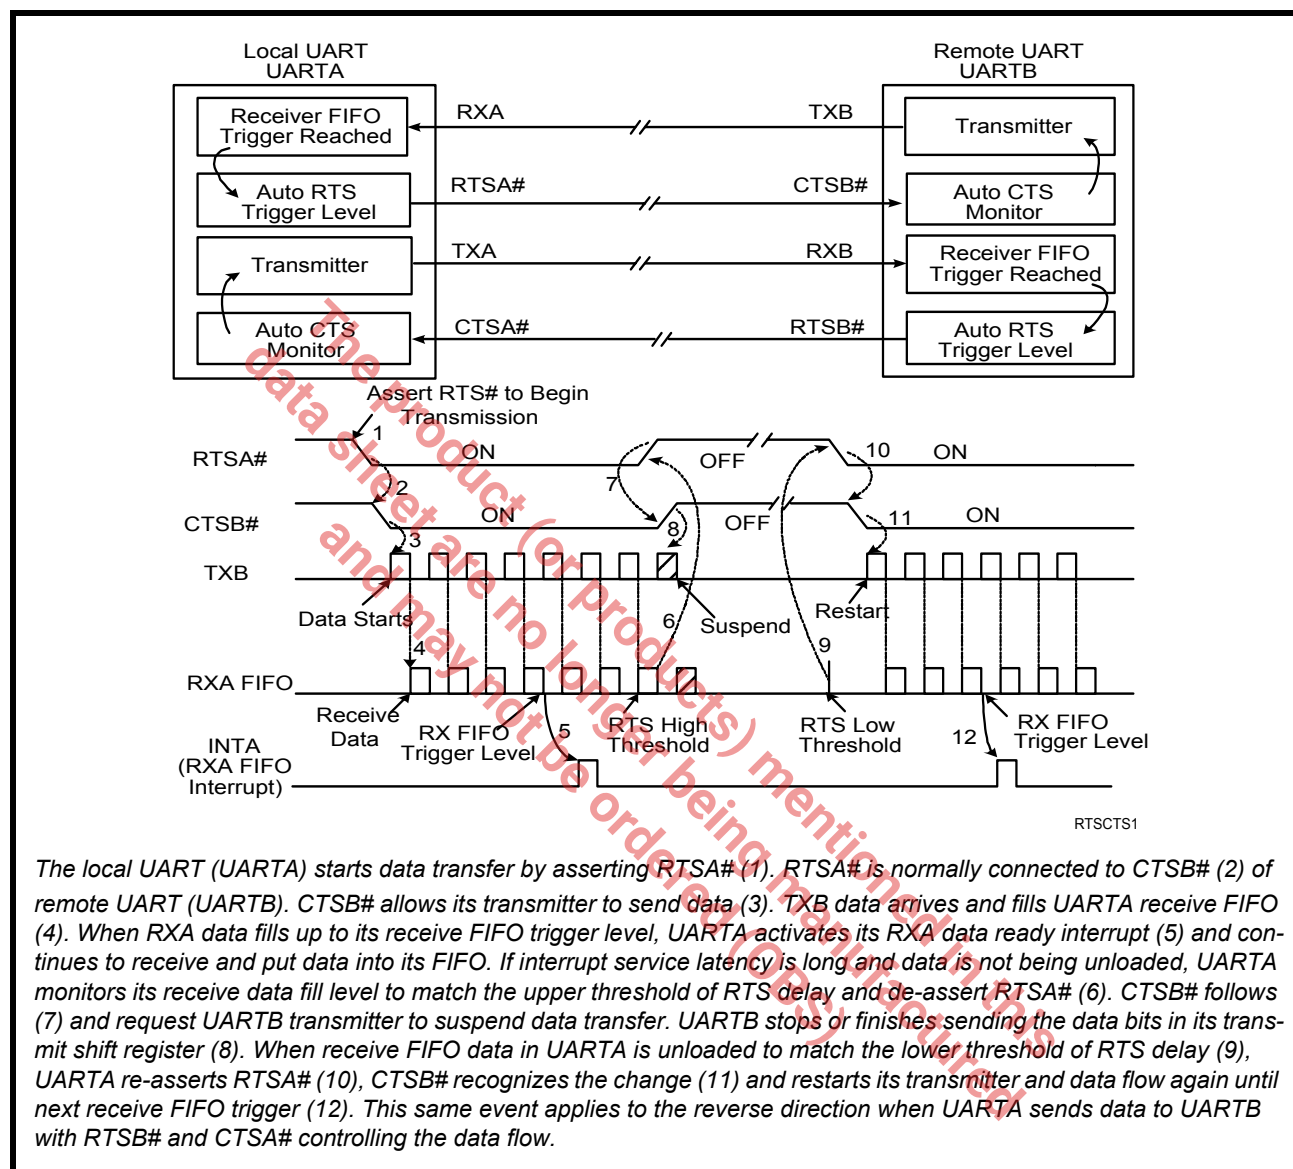 Local UART
UARTA
Remote UART
UARTB
Receiver FIFO
Trigger Reached
RXA
TXB
Transmitter
Auto RTS
Trigger Level
RTSA#
CTSB#
Auto CTS
Monitor
Transmitter
TXA
RXB
Receiver FIFO
Trigger Reached
Auto CTS
Monitor
CTSA#
RTSB#
Auto RTS
Trigger Level
Assert RTS# to Begin
Transmission
RTSA#
1
ON
7
OFF
10
ON
2
CTSB#
ON
8
OFF
11
ON
3
TXB
Data Starts
6
Suspend
Restart
4
9
RXA FIFO
Receive
Data
RX FIFO
Trigger Level
5
RTS High
Threshold
RTS Low
Threshold
12
RX FIFO
Trigger Level
INTA
(RXA FIFO
Interrupt)
RTSCTS1
The local UART (UARTA) starts data transfer by asserting RTSA# (1). RTSA# is normally connected to CTSB# (2) of
remote UART (UARTB). CTSB# allows its transmitter to send data (3). TXB data arrives and fills UARTA receive FIFO
(4). When RXA data fills up to its receive FIFO trigger level, UARTA activates its RXA data ready interrupt (5) and con-
tinues to receive and put data into its FIFO. If interrupt service latency is long and data is not being unloaded, UARTA
monitors its receive data fill level to match the upper threshold of RTS delay and de-assert RTSA# (6). CTSB# follows
(7) and request UARTB transmitter to suspend data transfer. UARTB stops or finishes sending the data bits in its trans-
mit shift register (8). When receive FIFO data in UARTA is unloaded to match the lower threshold of RTS delay (9),
UARTA re-asserts RTSA# (10), CTSB# recognizes the change (11) and restarts its transmitter and data flow again until
next receive FIFO trigger (12). This same event applies to the reverse direction when UARTA sends data to UARTB
with RTSB# and CTSA# controlling the data flow.
The product (or products) mentioned in this
data sheet are no longer being manufactured
and may not be ordered (OBS)